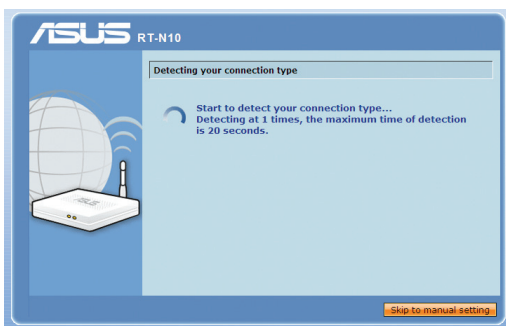 ASUS RT-N10
Detecting your connection type
Start to detect your connection type...
Detecting at 1 times, the maximum time of detection
is 20 seconds.
ASUS
Skip to manual setting